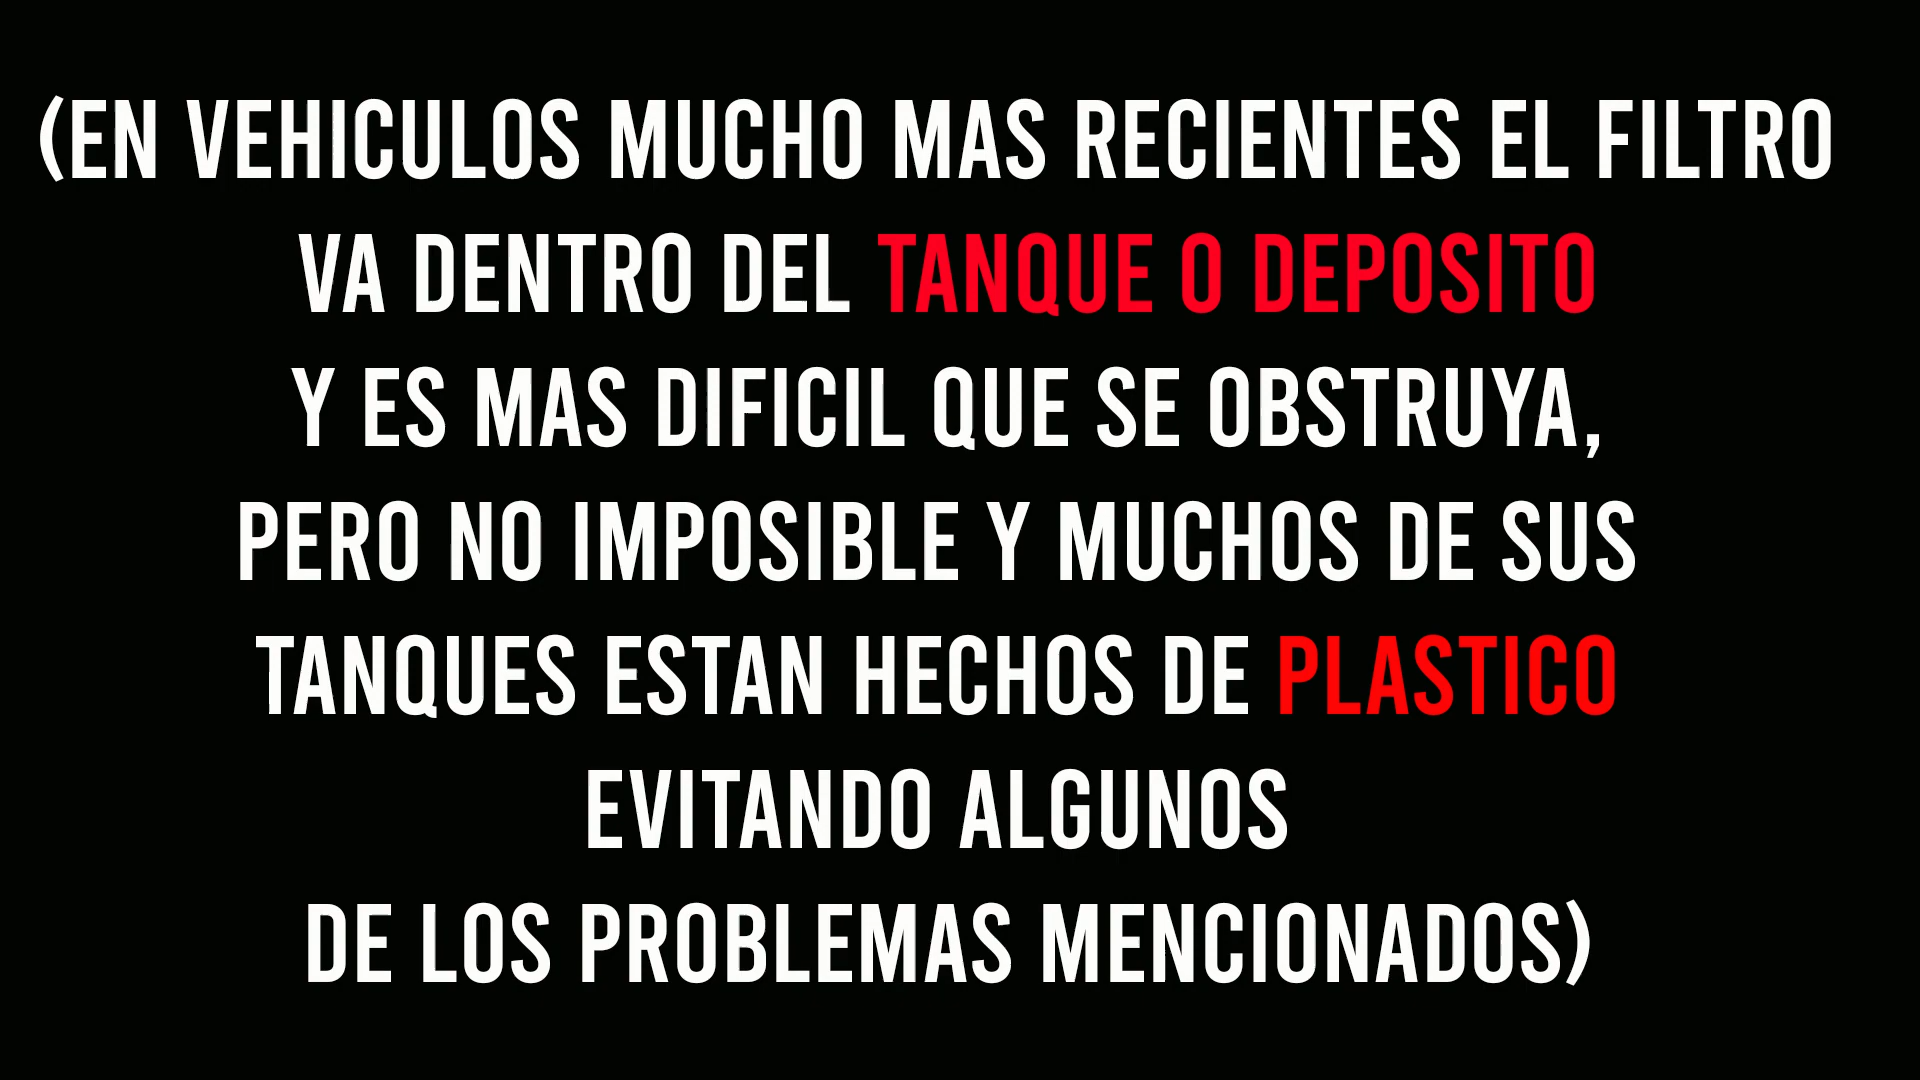 (EN VEHICULOS MUCHO MAS RECIENTES EL FILTRO
VA DENTRO DEL TANQUE O DEPOSITO
Y ES MAS DIFICIL QUE SE OBSTRUYA,
PERO NO IMPOSIBLE Y MUCHOS DE SUS
TANQUES ESTAN HECHOS DE PLASTICO
EVITANDO ALGUNOS
DE LOS PROBLEMAS MENCIONADOS)